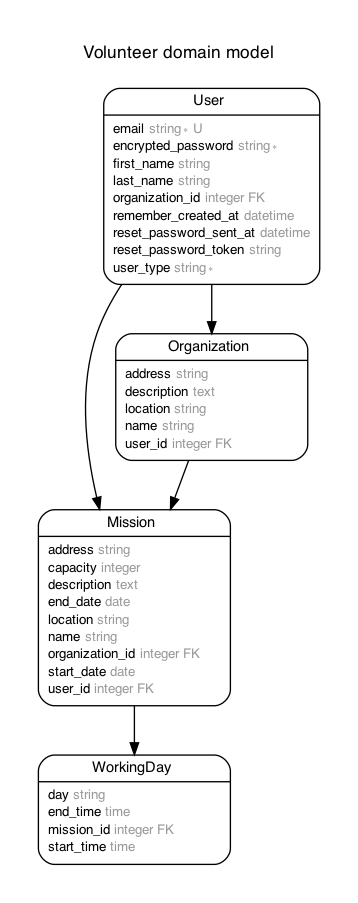 Volunteer domain model
User
email string∗ U
encrypted_password string∗
first_name string
last_name string
organization_id integer FK
remember_created_at datetime
reset_password_sent_at datetime
reset_password_token string
user_type string∗
Organization
address string
description text
location string
name string
user_id integer FK
Mission
address string
capacity integer
description text
end_date date
location string
name string
organization_id integer FK
start_date date
user_id integer FK
WorkingDay
day string
end_time time
mission_id integer FK
start_time time